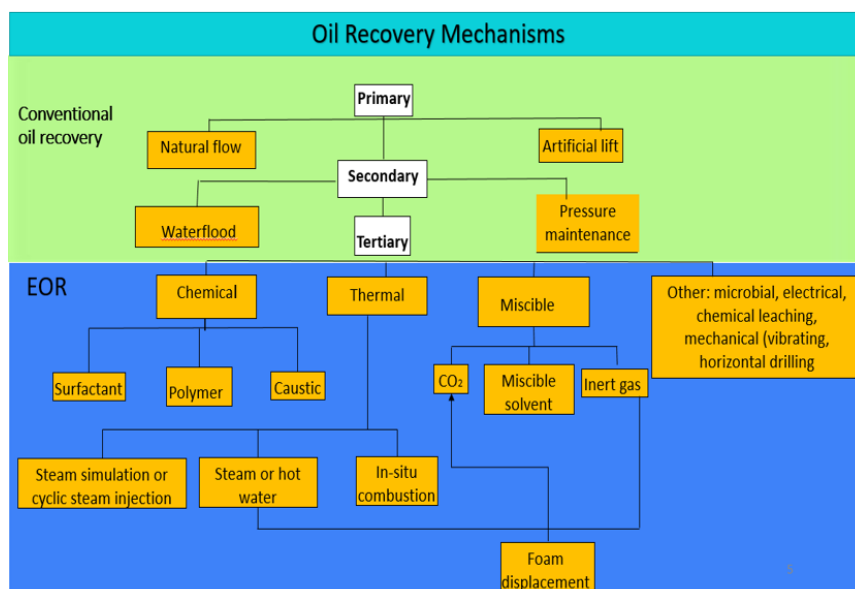 Oil Recovery Mechanisms
Conventional
oil recovery
Primary
Natural flow
Artificial lift
Secondary
Waterflood
Pressure
maintenance
Tertiary
EOR
Chemical
Thermal
Miscible
Other: microbial, electrical,
chemical leaching,
mechanical (vibrating,
horizontal drilling
Surfactant
Polymer
Caustic
CO₂
Miscible
solvent
Inert gas
Steam simulation or
cyclic steam injection
Steam or hot
water
In-situ
combustion
Foam
displacement
5